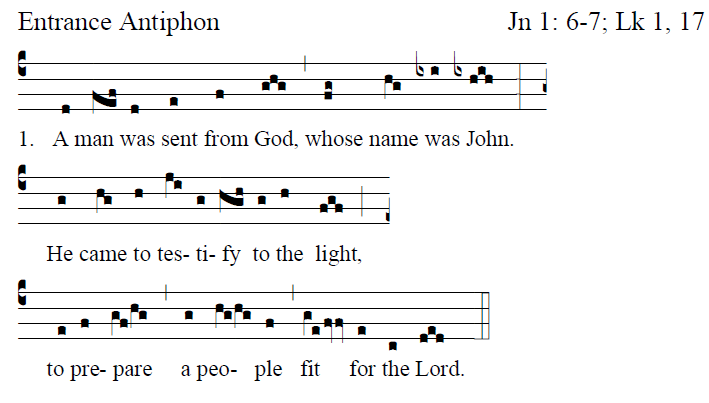 Entrance Antiphon Jn 1: 6-7; Lk 1, 17
1. A man was sent from God, whose name was John.
He came to tes- ti- fy to the light,
to pre- pare a peo- ple fit for the Lord.